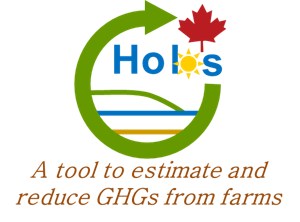 Holos
A tool to estimate and
reduce GHGs from farms